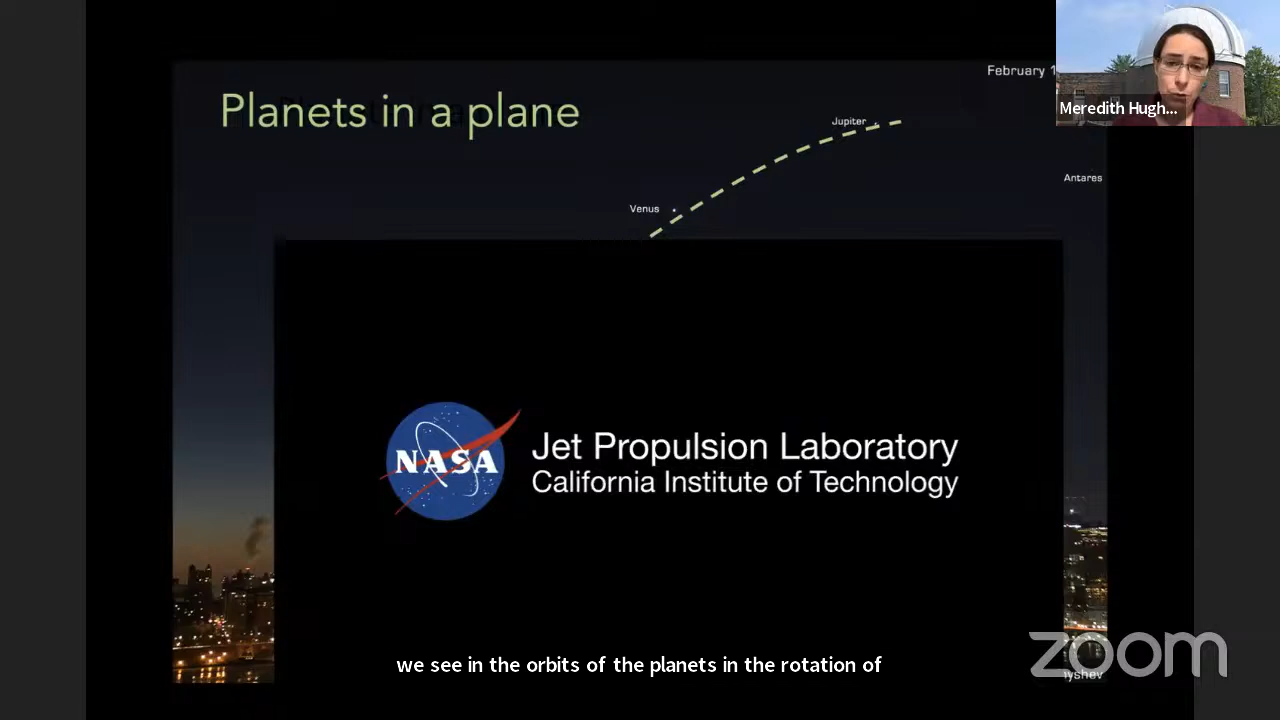 February 1
Meredith Hugh...
Planets in a plane
Jupiter
Antares
Venus
NASA
Jet Propulsion Laboratory
California Institute of Technology
we see in the orbits of the planets in the rotation of
zoom